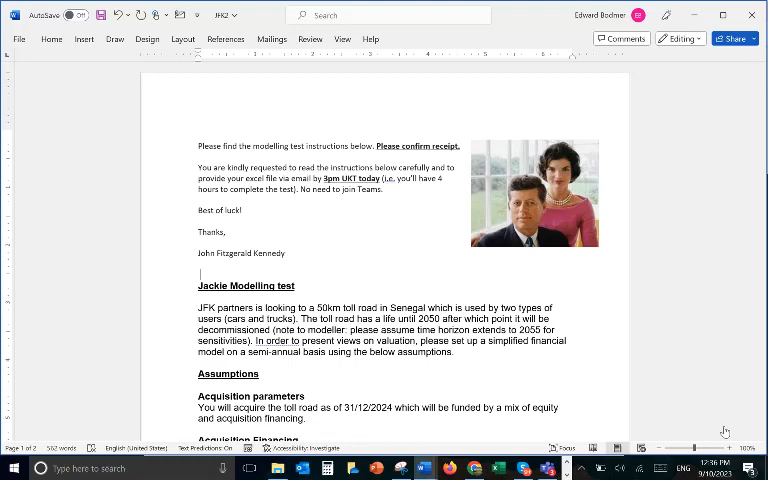 AutoSave Off JFK2 Search Edward Bodmer EB
File Home Insert Draw Design Layout References Mailings Review View Help Comments Editing Share
Please find the modelling test instructions below. Please confirm receipt.
You are kindly requested to read the instructions below carefully and to
provide your excel file via email by 3pm UKT today (i.e. you'll have 4
hours to complete the test). No need to join Teams.
Best of luck!
Thanks,
John Fitzgerald Kennedy
Jackie Modelling test
JFK partners is looking to a 50km toll road in Senegal which is used by two types of
users (cars and trucks). The toll road has a life until 2050 after which point it will be
decommissioned (note to modeller: please assume time horizon extends to 2055 for
sensitivities). In order to present views on valuation, please set up a simplified financial
model on a semi-annual basis using the below assumptions.
Assumptions
Acquisition parameters
You will acquire the toll road as of 31/12/2024 which will be funded by a mix of equity
and acquisition financing.
Acquisition Financing
Page 1 of 2 562 words English (United States) Text Predictions: On Accessibility: Investigate Focus 100%
Type here to search ENG 12:36 PM
9/10/2023